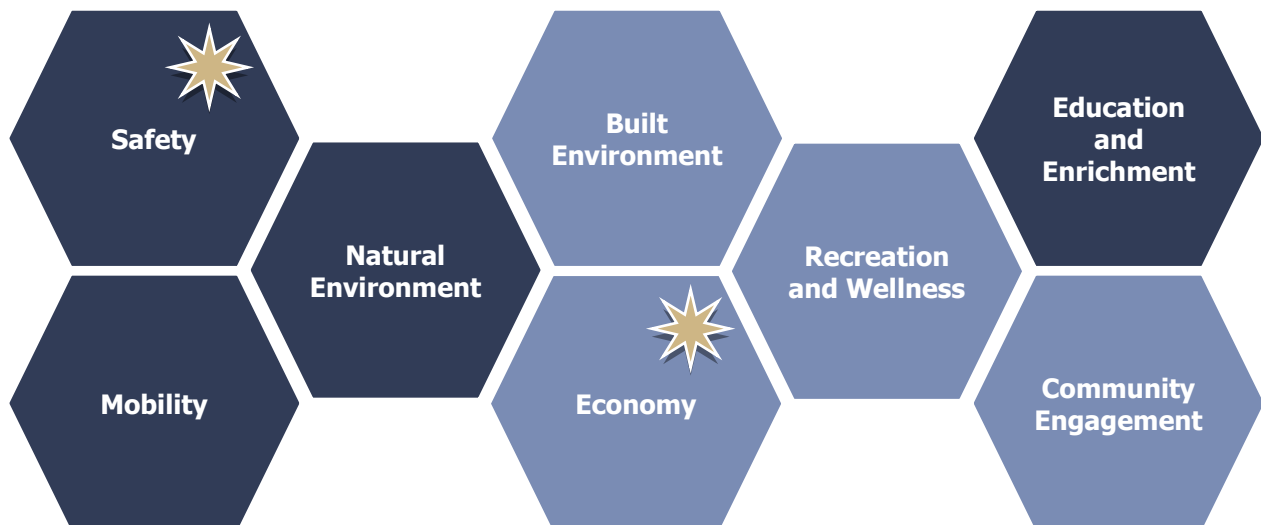 Safety
Mobility
Natural
Environment
Built
Environment
Economy
Recreation
and Wellness
Education
and
Enrichment
Community
Engagement